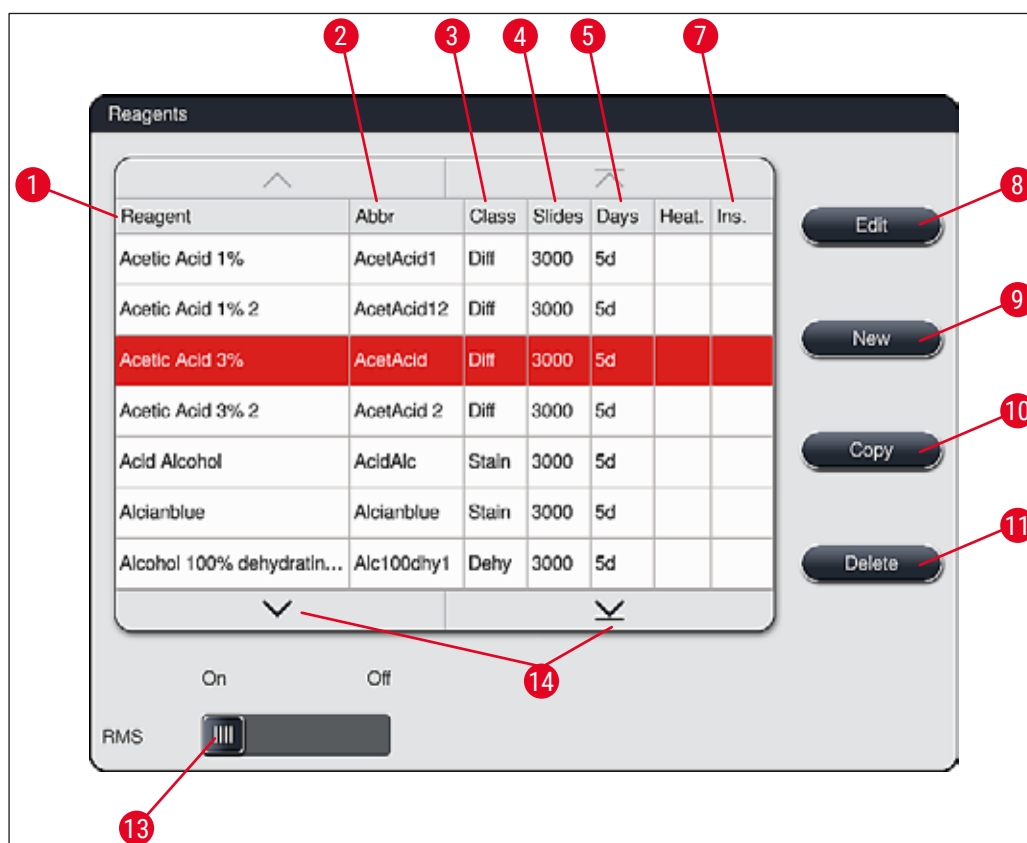 2 3 4 5 7
Reagents
1
8
Reagent Abbr Class Slides Days Heat. Ins.
Edit
Acetic Acid 1% AcetAcid1 Diff 3000 5d
Acetic Acid 1% 2 AcetAcid12 Diff 3000 5d
9
New
Acetic Acid 3% AcetAcid Diff 3000 5d
Acetic Acid 3% 2 AcetAcid 2 Diff 3000 5d
10
Copy
Acid Alcohol AcidAlc Stain 3000 5d
Alcianblue Alcianblue Stain 3000 5d
11
Delete
Alcohol 100% dehydratin... Alc100dhy1 Dehy 3000 5d
On Off
14
RMS
13